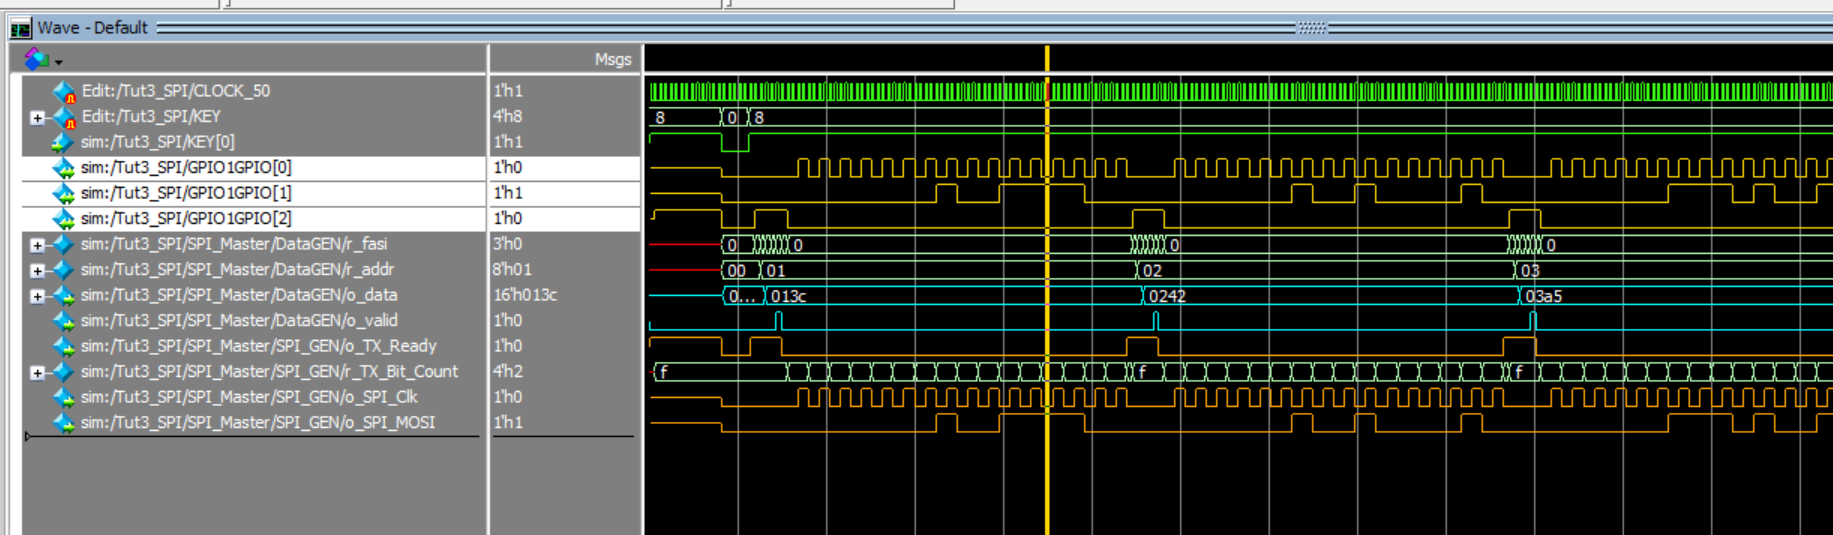 Wave - Default
Msgs
Edit:/Tut3_SPI/CLOCK_50 1'h1
Edit:/Tut3_SPI/KEY 4'h8 8 0 8
sim:/Tut3_SPI/KEY[0] 1'h1
sim:/Tut3_SPI/GPIO1GPIO[0] 1'h0
sim:/Tut3_SPI/GPIO1GPIO[1] 1'h1
sim:/Tut3_SPI/GPIO1GPIO[2] 1'h0
sim:/Tut3_SPI/SPI_Master/DataGEN/r_fasi 3'h0 0 0 0 0
sim:/Tut3_SPI/SPI_Master/DataGEN/r_addr 8'h01 00 01 02 03
sim:/Tut3_SPI/SPI_Master/DataGEN/o_data 16'h013c 0... 013c 0242 03a5
sim:/Tut3_SPI/SPI_Master/DataGEN/o_valid 1'h0
sim:/Tut3_SPI/SPI_Master/SPI_GEN/o_TX_Ready 1'h0
sim:/Tut3_SPI/SPI_Master/SPI_GEN/r_TX_Bit_Count 4'h2 f f f
sim:/Tut3_SPI/SPI_Master/SPI_GEN/o_SPI_Clk 1'h0
sim:/Tut3_SPI/SPI_Master/SPI_GEN/o_SPI_MOSI 1'h1